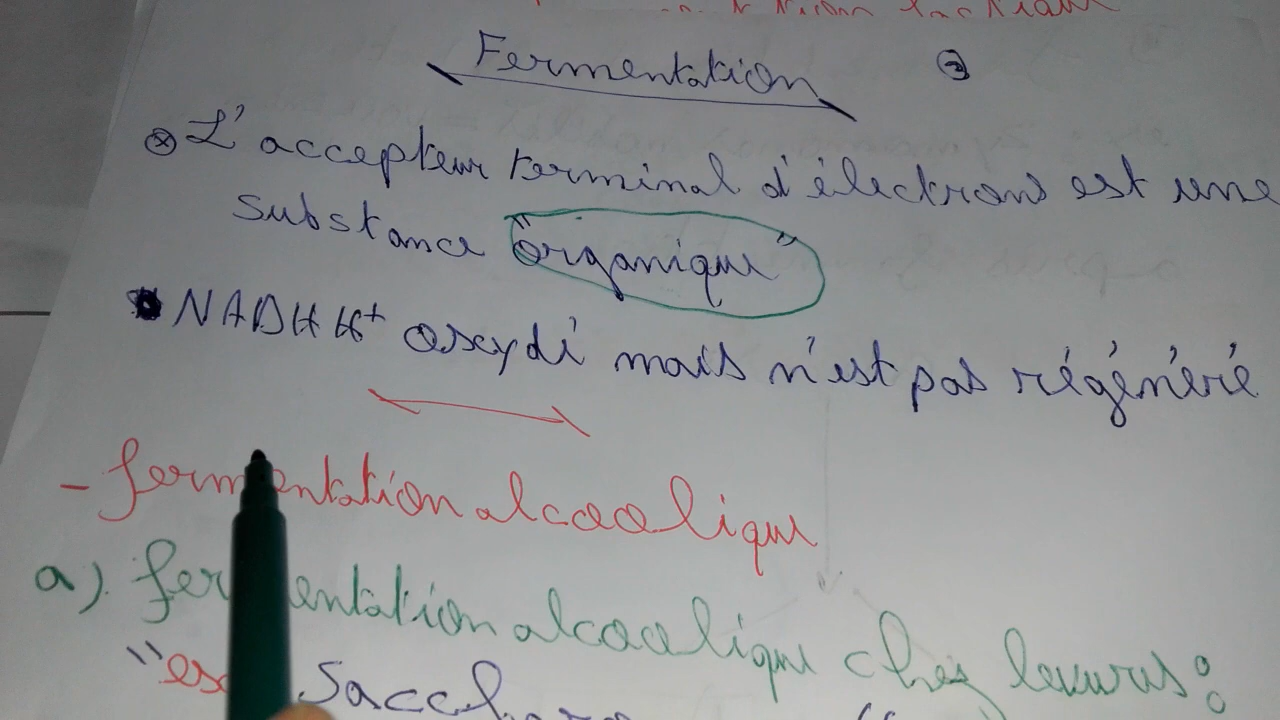 Fermentation
L'accepteur terminal d'électrons est une
substance "organique"
NADH H+ oxydé mais n'est pas régénéré
- fermentation alcoolique
a) fermentation alcoolique chez levures:
"ex